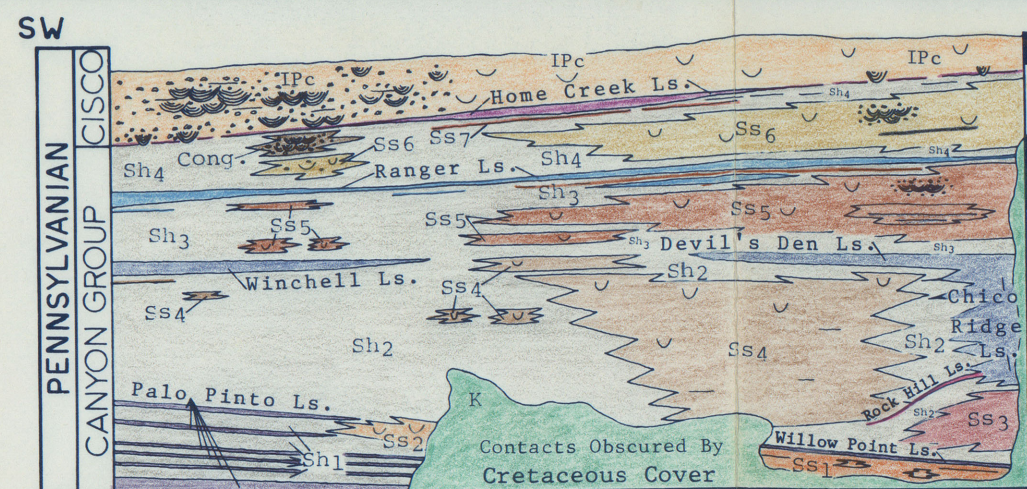 SW
PENNSYLVANIAN
CISCO
CANYON GROUP
IPc
IPc
IPc
Home Creek Ls.
Sh4
Ss6
Ss7
Ss6
Cong.
Sh4
Sh4
Sh4
Ranger Ls.
Sh3
Ss5
Ss5
Ss5
Sh3
Sh3
Devil's Den Ls.
Sh3
Sh2
Winchell Ls.
Ss4
Ss4
Chico
Ridge
Ls.
Sh2
Ss4
Sh2
Rock Hill Ls.
Palo Pinto Ls.
K
Sh2
Ss3
Ss2
Contacts Obscured By
Cretaceous Cover
Willow Point Ls.
Sh1
Ss1